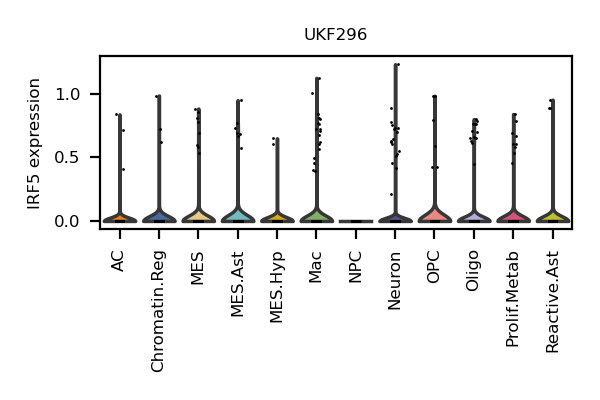 UKF296
IRF5 expression
1.0
0.5
0.0
AC
Chromatin.Reg
MES
MES.Ast
MES.Hyp
Mac
NPC
Neuron
OPC
Oligo
Prolif.Metab
Reactive.Ast